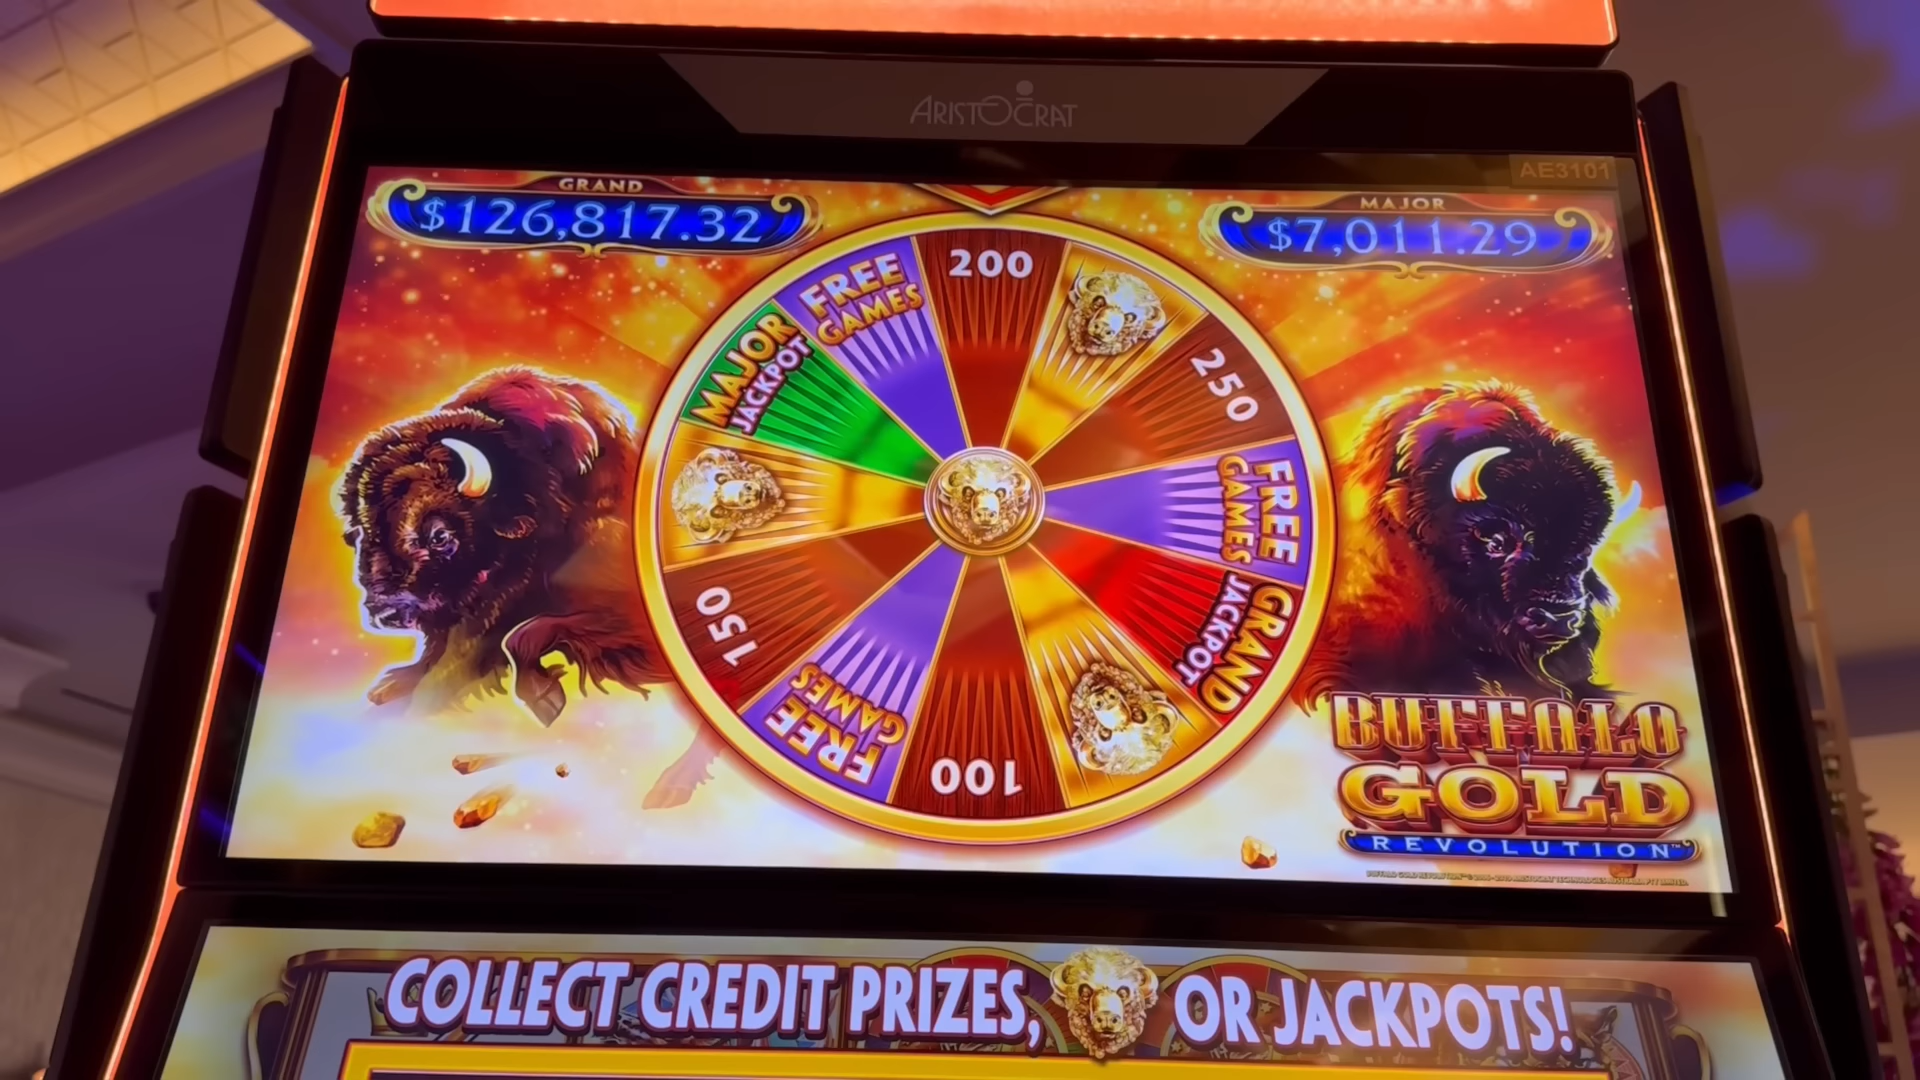 ARISTOCRAT
AE3101
GRAND
$126,817.32
MAJOR
$7,011.29
200
250
FREE
GAMES
GRAND
JACKPOT
100
FREE
GAMES
150
MAJOR
JACKPOT
FREE
GAMES
BUFFALO
GOLD
REVOLUTION™
COLLECT CREDIT PRIZES, OR JACKPOTS!